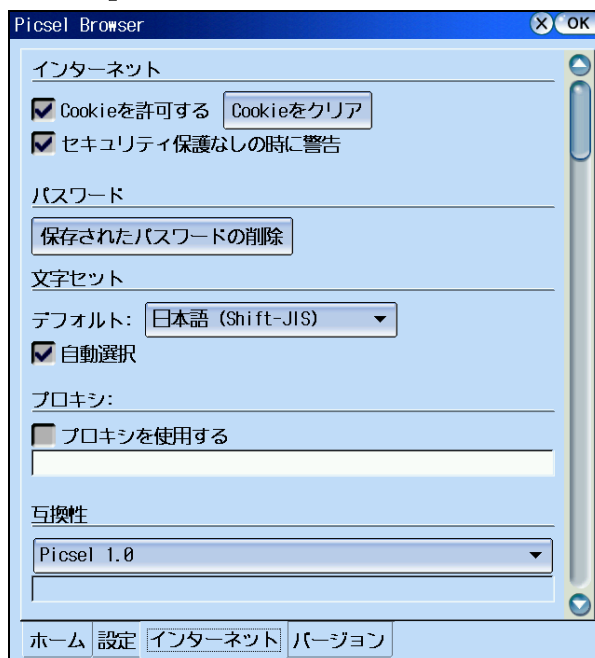 Picsel Browser OK
インターネット
Cookieを許可する Cookieをクリア
セキュリティ保護なしの時に警告
パスワード
保存されたパスワードの削除
文字セット
デフォルト: 日本語 (Shift-JIS)
自動選択
プロキシ:
プロキシを使用する
互換性
Picsel 1.0
ホーム 設定 インターネット バージョン